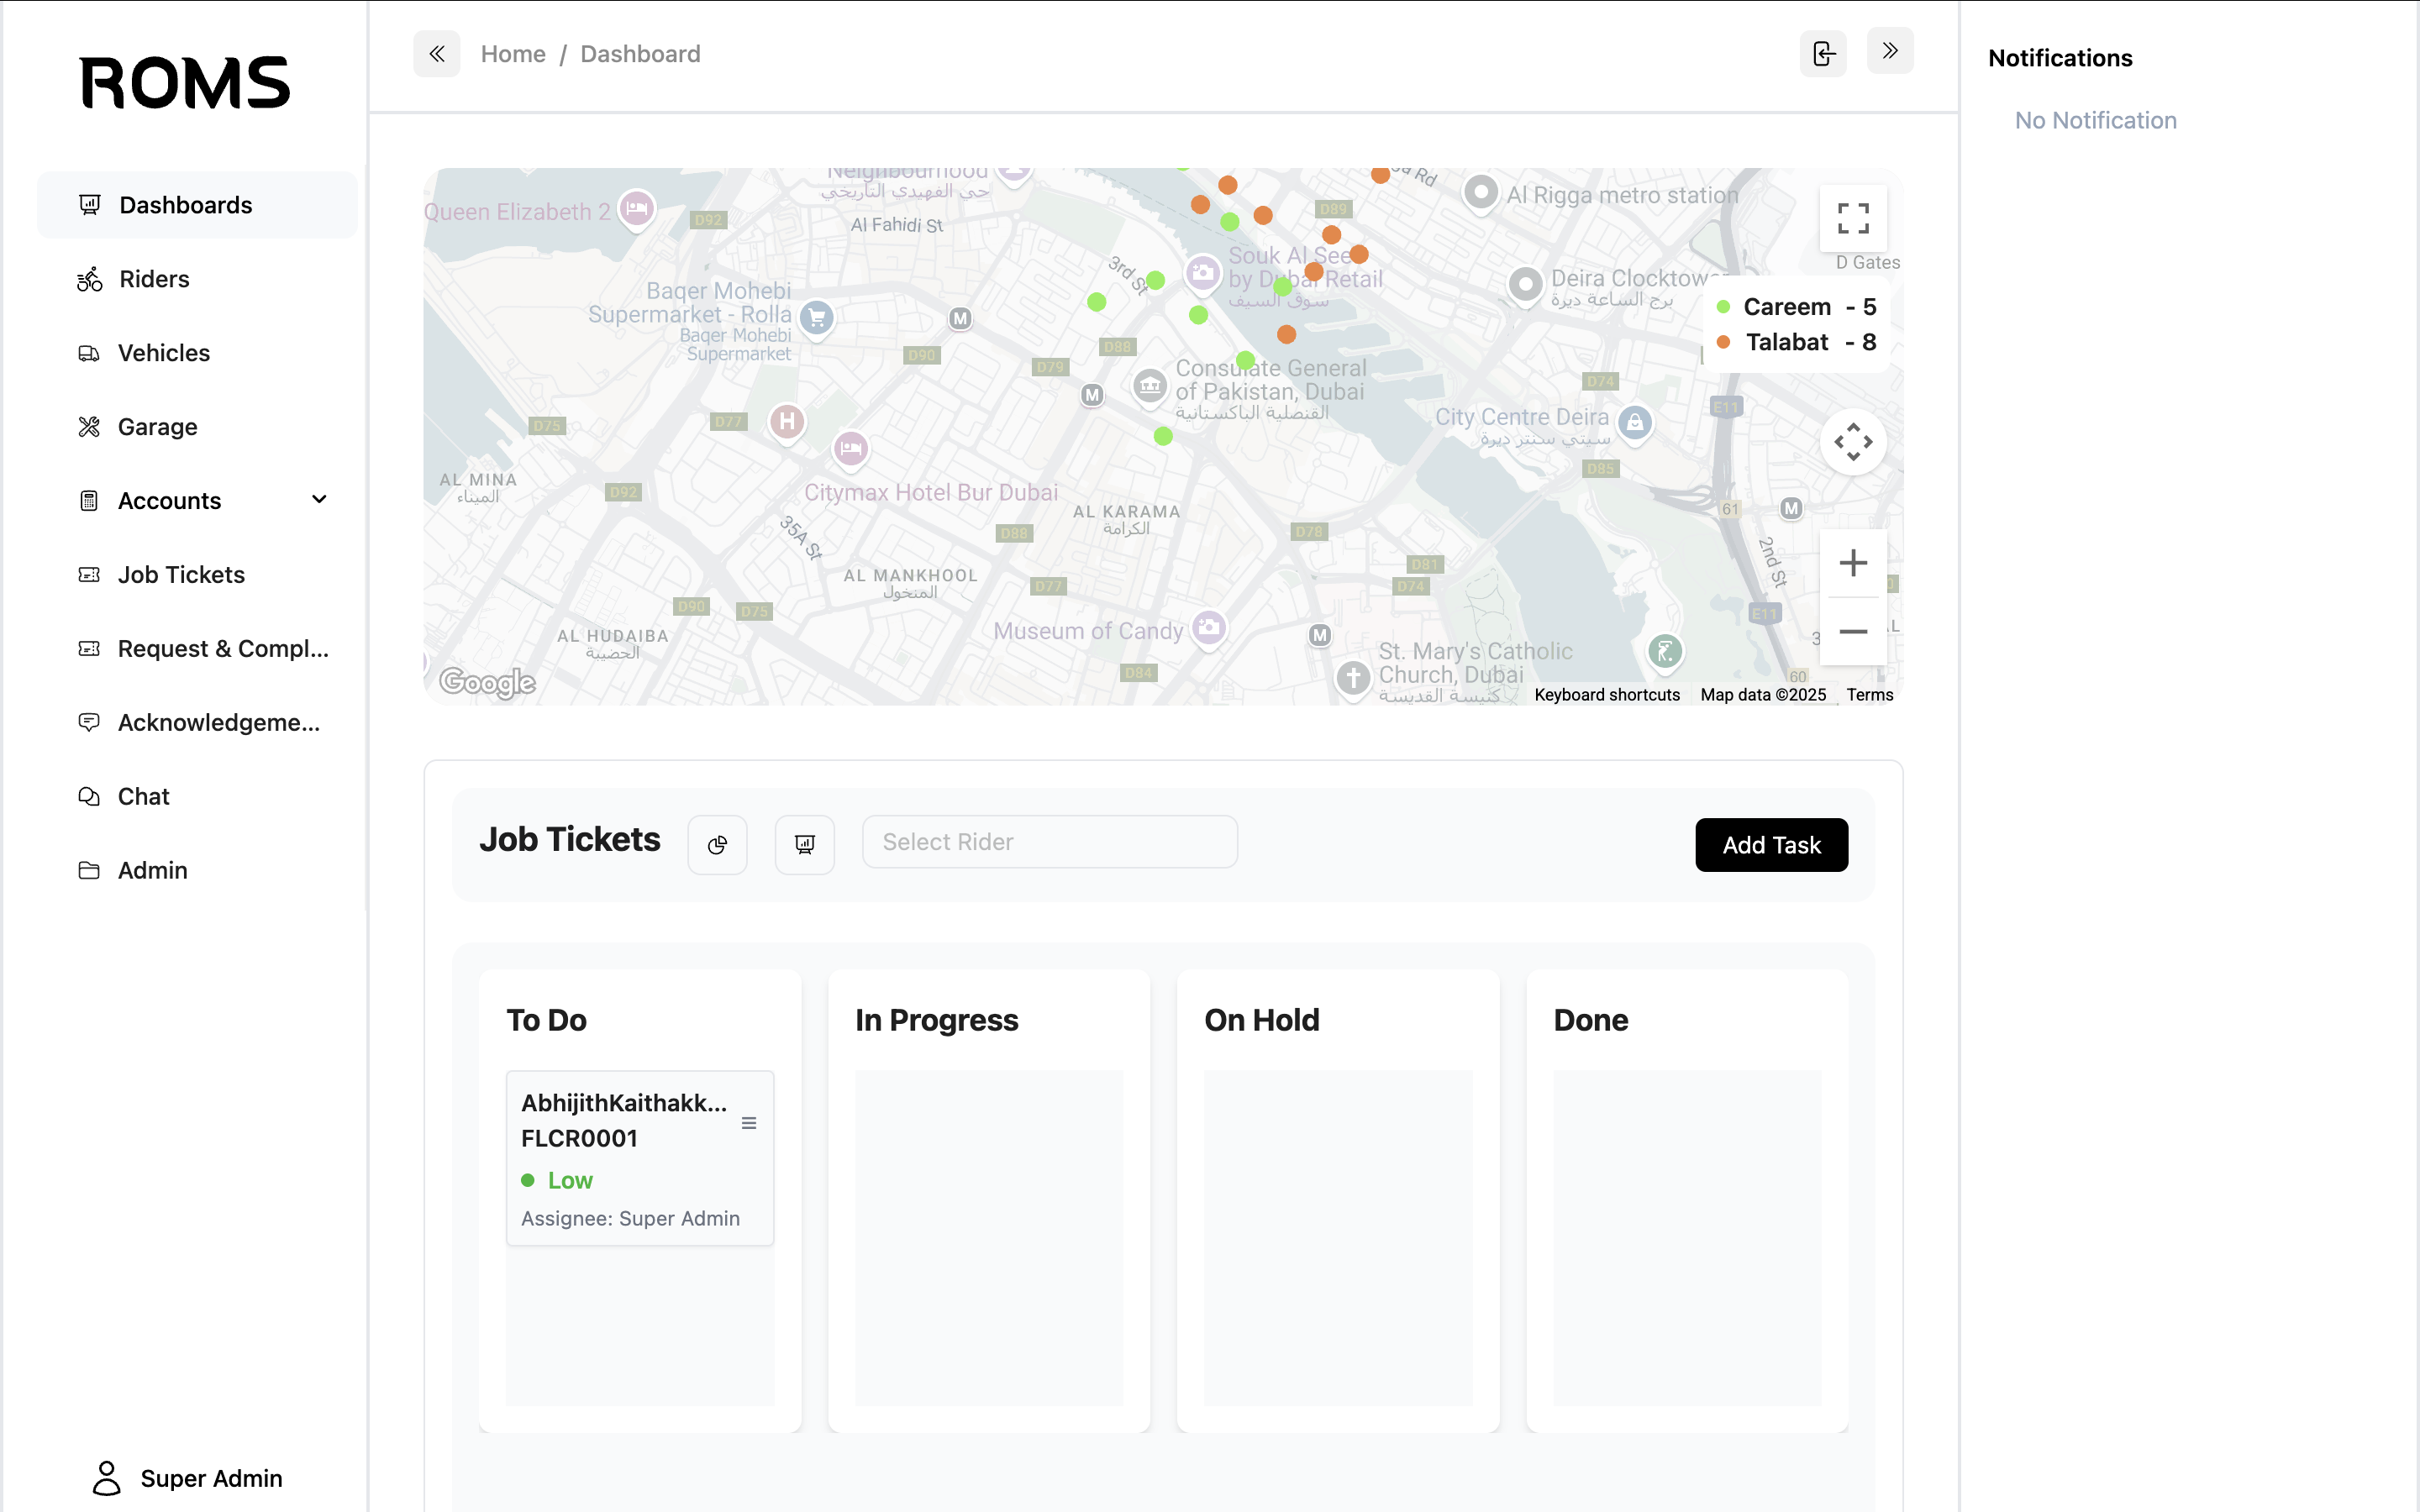 ROMS
Dashboards
Riders
Vehicles
Garage
Accounts
Job Tickets
Request & Compl...
Acknowledgeme...
Chat
Admin
Super Admin
Home / Dashboard
Neighbourhood
حي الفهيدي التاريخي
Queen Elizabeth 2
D92
Al Fahidi St
D89
Al Rigga metro station
D Gates
3rd St
Souk Al See
by Dubai Retail
سوق السيف
Deira Clocktower
برج الساعة ديرة
Careem - 5
Talabat - 8
Baqer Mohebi
Supermarket - Rolla
Baqer Mohebi
Supermarket
M
D88
D90
D79
M
Consulate General
of Pakistan, Dubai
القنصلية الباكستانية
D74
E11
City Centre Deira
سيتي سنتر ديرة
D77
H
D75
D85
AL MINA
الميناء
D92
Citymax Hotel Bur Dubai
AL KARAMA
الكرامة
61
M
35A St
D88
D78
2nd St
AL MANKHOOL
المنخول
D77
D81
D74
D90
D75
E11
AL HUDAIBA
الحضيبة
Museum of Candy
M
St. Mary's Catholic
Church, Dubai
كنيسة القديسة
D84
60
Google
Keyboard shortcuts
Map data ©2025
Terms
Job Tickets
Select Rider
Add Task
To Do
AbhijithKaithakk...
FLCR0001
Low
Assignee: Super Admin
In Progress
On Hold
Done
Notifications
No Notification